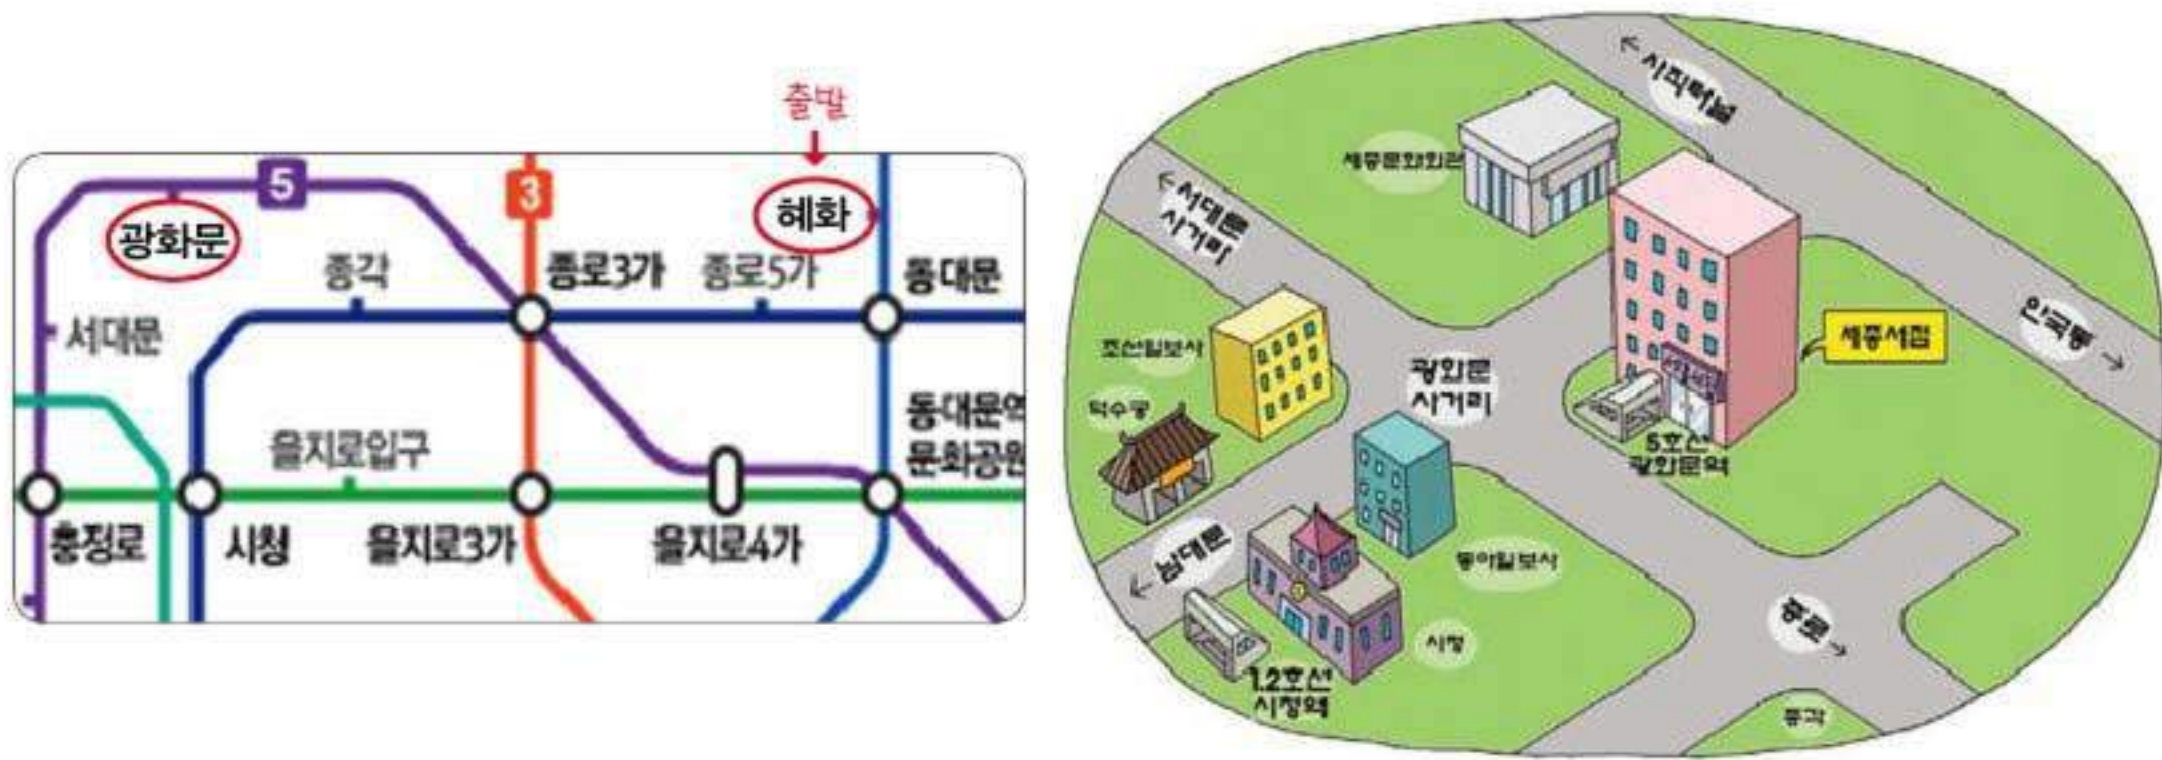 출발
5
3
혜화
광화문
종각
종로3가
종로5가
동대문
서대문
동대문역
문화공원
을지로입구
충정로
시청
을지로3가
을지로4가
← 사직터널
세종문화회관
← 서대문
사거리
안국동 →
세종서점
조선일보사
광화문
사거리
덕수궁
5호선
광화문역
← 남대문
동아일보사
종로 →
시청
1.2호선
시청역
종각